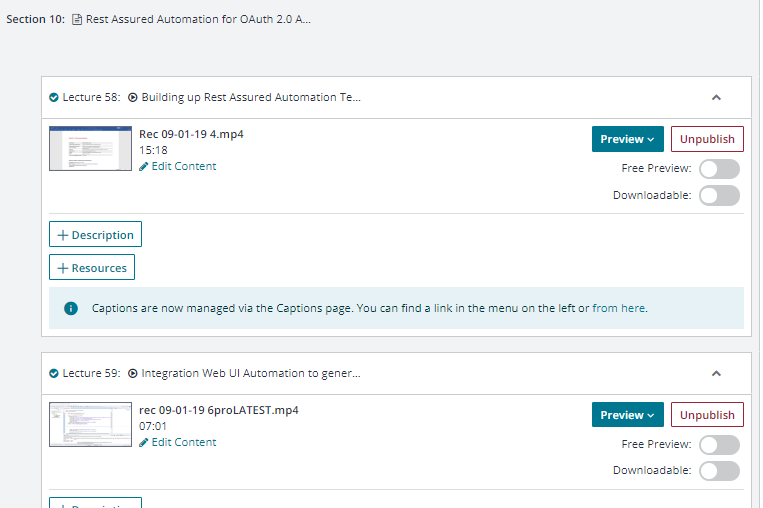 Section 10: Rest Assured Automation for OAuth 2.0 A...
Lecture 58: Building up Rest Assured Automation Te...
Rec 09-01-19 4.mp4
15:18
Edit Content
Preview
Unpublish
Free Preview:
Downloadable:
+ Description
+ Resources
Captions are now managed via the Captions page. You can find a link in the menu on the left or from here.
Lecture 59: Integration Web UI Automation to gener...
rec 09-01-19 6proLATEST.mp4
07:01
Edit Content
Preview
Unpublish
Free Preview:
Downloadable:
+ Description